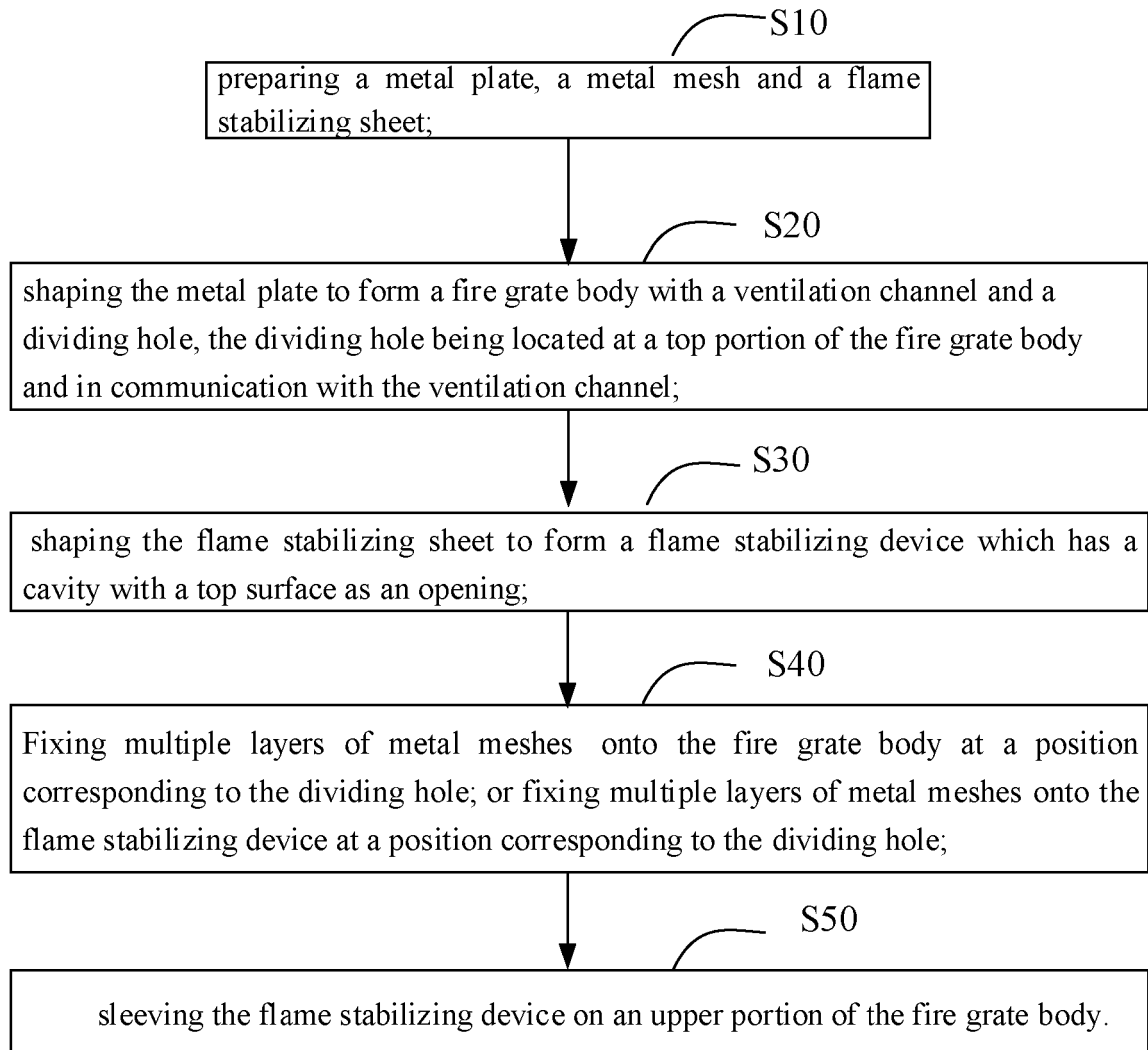 S10
preparing a metal plate, a metal mesh and a flame
stabilizing sheet;
S20
shaping the metal plate to form a fire grate body with a ventilation channel and a
dividing hole, the dividing hole being located at a top portion of the fire grate body
and in communication with the ventilation channel;
S30
shaping the flame stabilizing sheet to form a flame stabilizing device which has a
cavity with a top surface as an opening;
S40
Fixing multiple layers of metal meshes onto the fire grate body at a position
corresponding to the dividing hole; or fixing multiple layers of metal meshes onto the
flame stabilizing device at a position corresponding to the dividing hole;
S50
sleeving the flame stabilizing device on an upper portion of the fire grate body.